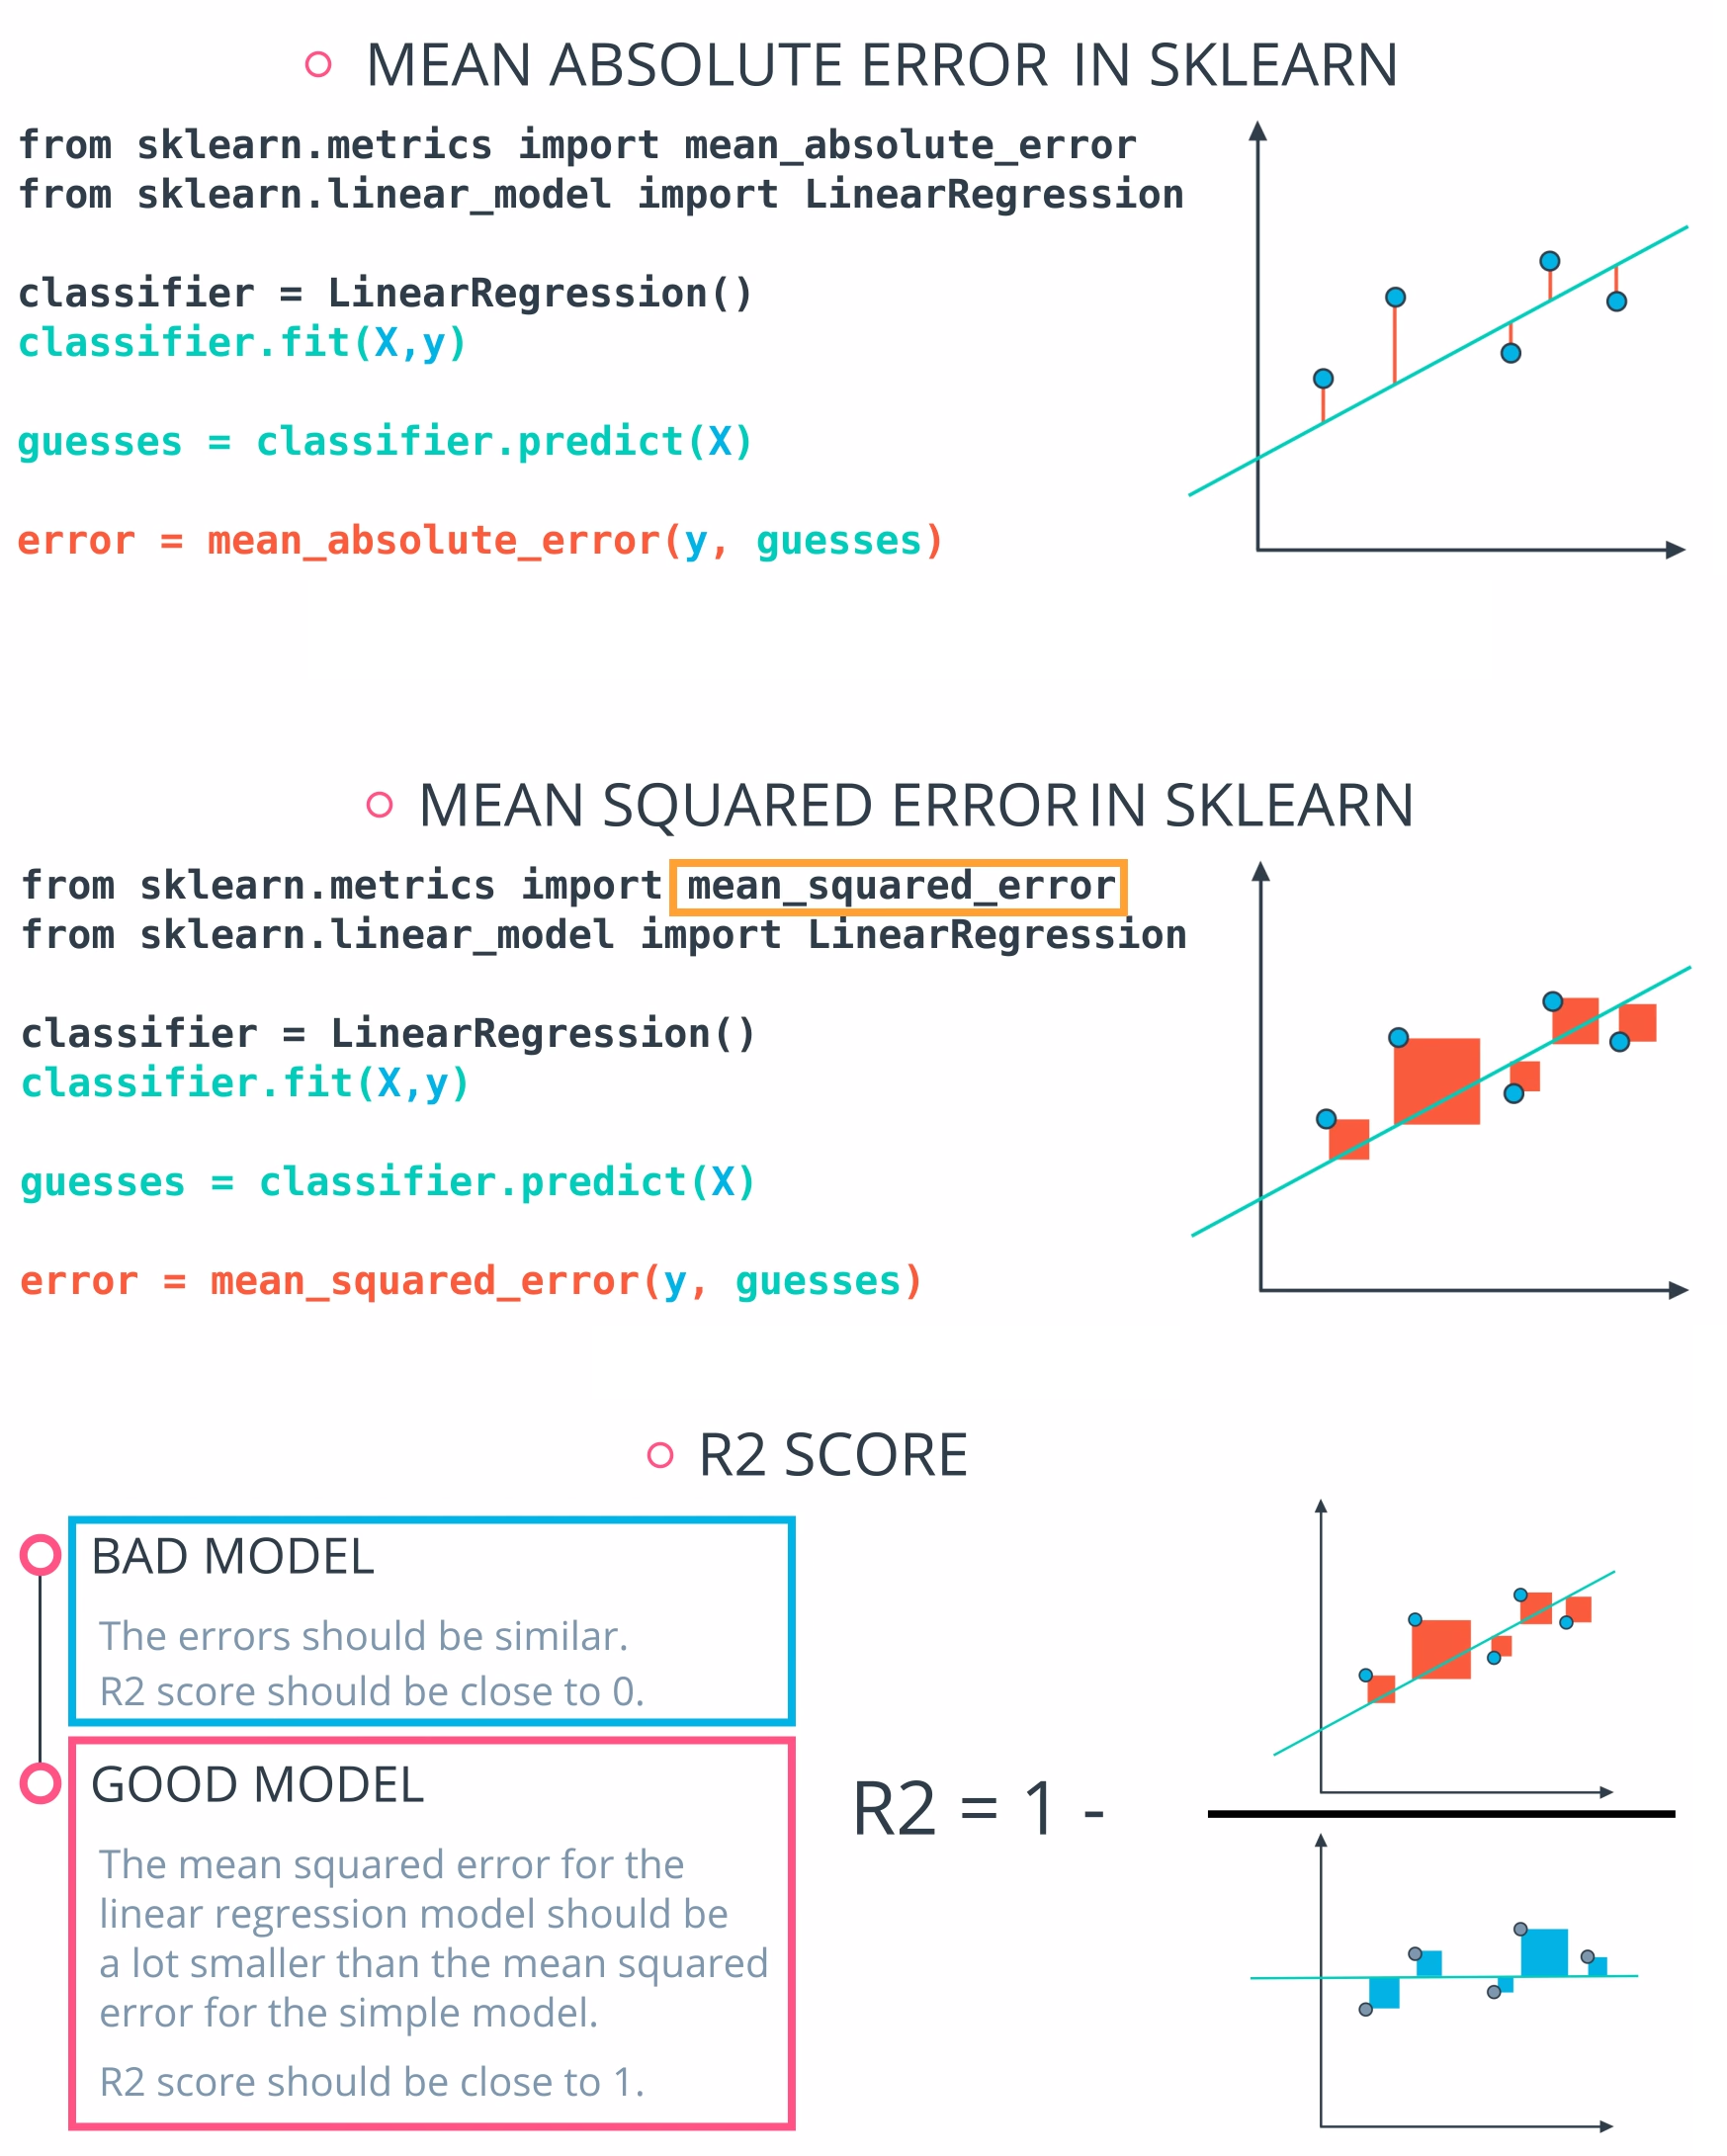 MEAN ABSOLUTE ERROR IN SKLEARN
from sklearn.metrics import mean_absolute_error
from sklearn.linear_model import LinearRegression
classifier = LinearRegression()
classifier.fit(X,y)
guesses = classifier.predict(X)
error = mean_absolute_error(y, guesses)
MEAN SQUARED ERROR IN SKLEARN
from sklearn.metrics import mean_squared_error
from sklearn.linear_model import LinearRegression
classifier = LinearRegression()
classifier.fit(X,y)
guesses = classifier.predict(X)
error = mean_squared_error(y, guesses)
R2 SCORE
BAD MODEL
The errors should be similar.
R2 score should be close to 0.
GOOD MODEL
The mean squared error for the
linear regression model should be
a lot smaller than the mean squared
error for the simple model.
R2 score should be close to 1.
R2 = 1 -